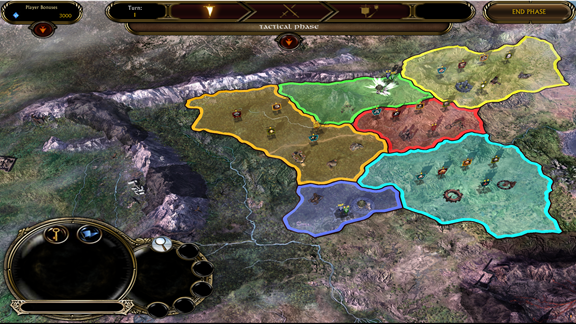 Player Bonuses
3000
Turn:
1
TACTICAL PHASE
END PHASE